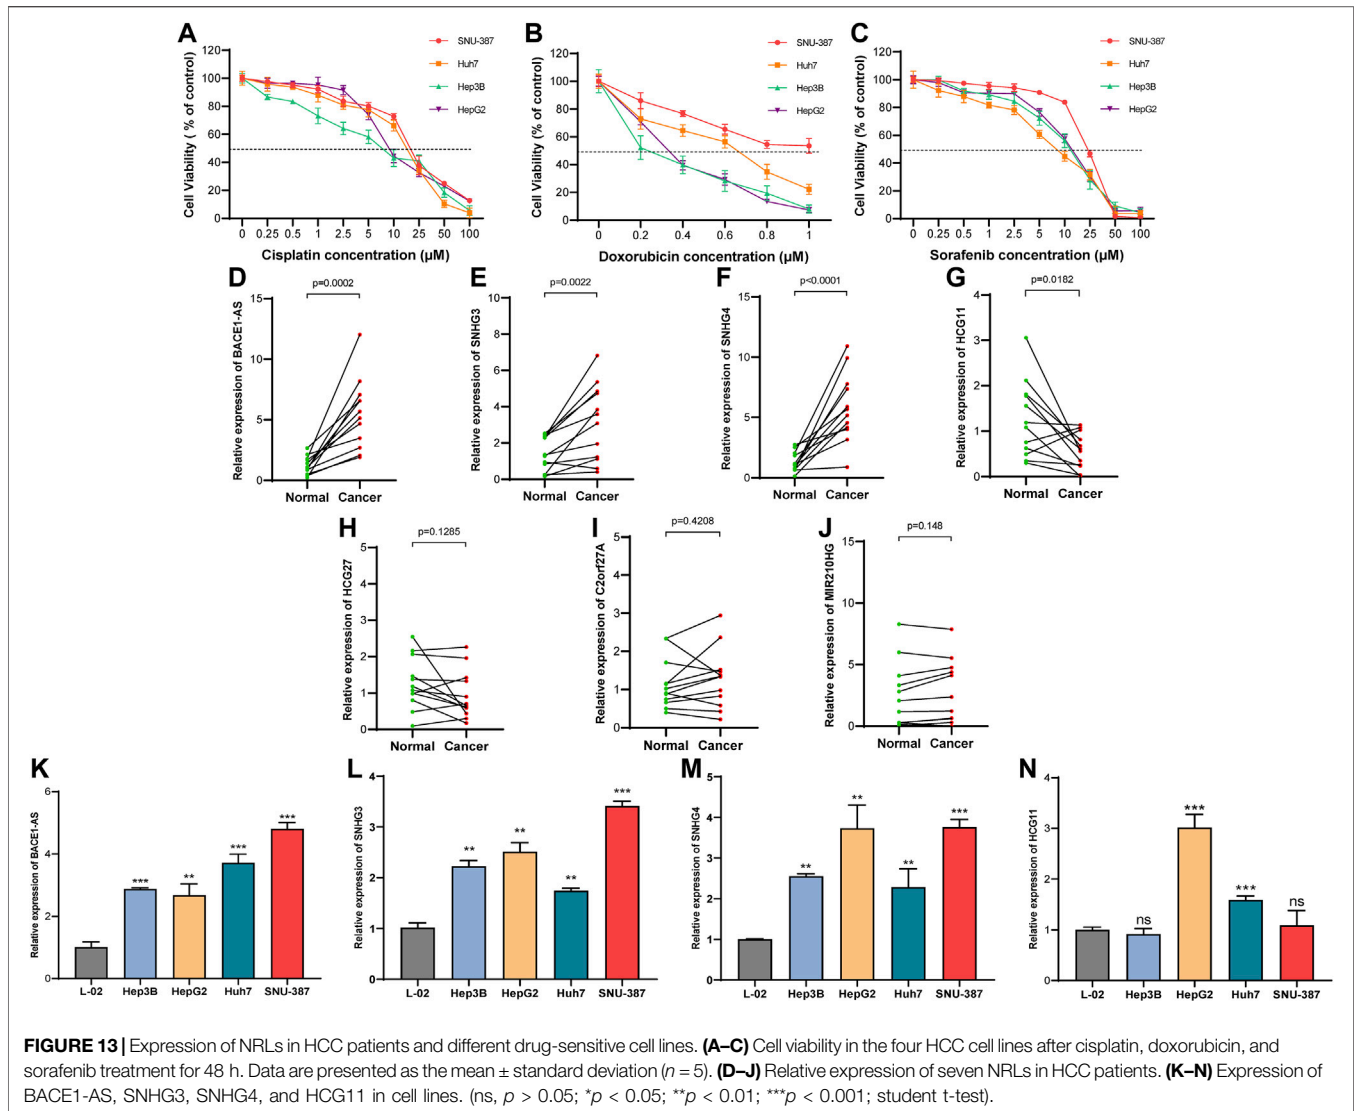 A
120
100
80
60
40
20
0
Cell Viability (% of control)
0 0.25 0.5 1 2.5 5 10 25 50 100
Cisplatin concentration (μM)
SNU-387
Huh7
Hep3B
HepG2
B
120
100
80
60
40
20
0
Cell Viability (% of control)
0 0.2 0.4 0.6 0.8 1
Doxorubicin concentration (μM)
SNU-387
Huh7
Hep3B
HepG2
C
120
100
80
60
40
20
0
Cell Viability (% of control)
0 0.25 0.5 1 2.5 5 10 25 50 100
Sorafenib concentration (μM)
SNU-387
Huh7
Hep3B
HepG2
D
p=0.0002
15
10
5
0
Relative expression of BACE1-AS
Normal Cancer
E
p=0.0022
10
8
6
4
2
0
Relative expression of SNHG3
Normal Cancer
F
p<0.0001
15
10
5
0
Relative expression of SNHG4
Normal Cancer
G
p=0.0182
4
3
2
1
0
Relative expression of HCG11
Normal Cancer
H
p=0.1285
5
4
3
2
1
0
Relative expression of HCG27
Normal Cancer
I
p=0.4208
5
4
3
2
1
0
Relative expression of C2orf27A
Normal Cancer
J
p=0.148
15
10
5
0
Relative expression of MIR210HG
Normal Cancer
K
6
4
2
0
Relative expression of BACE1-AS
*** ** *** ***
L-02 Hep3B HepG2 Huh7 SNU-387
L
4
3
2
1
0
Relative expression of SNHG3
** ** ** ***
L-02 Hep3B HepG2 Huh7 SNU-387
M
5
4
3
2
1
0
Relative expression of SNHG4
** ** ** ***
L-02 Hep3B HepG2 Huh7 SNU-387
N
4
3
2
1
0
Relative expression of HCG11
ns *** *** ns
L-02 Hep3B HepG2 Huh7 SNU-387
FIGURE 13 | Expression of NRLs in HCC patients and different drug-sensitive cell lines. (A–C) Cell viability in the four HCC cell lines after cisplatin, doxorubicin, and
sorafenib treatment for 48 h. Data are presented as the mean ± standard deviation (n = 5). (D–J) Relative expression of seven NRLs in HCC patients. (K–N) Expression of
BACE1-AS, SNHG3, SNHG4, and HCG11 in cell lines. (ns, p > 0.05; *p < 0.05; **p < 0.01; ***p < 0.001; student t-test).